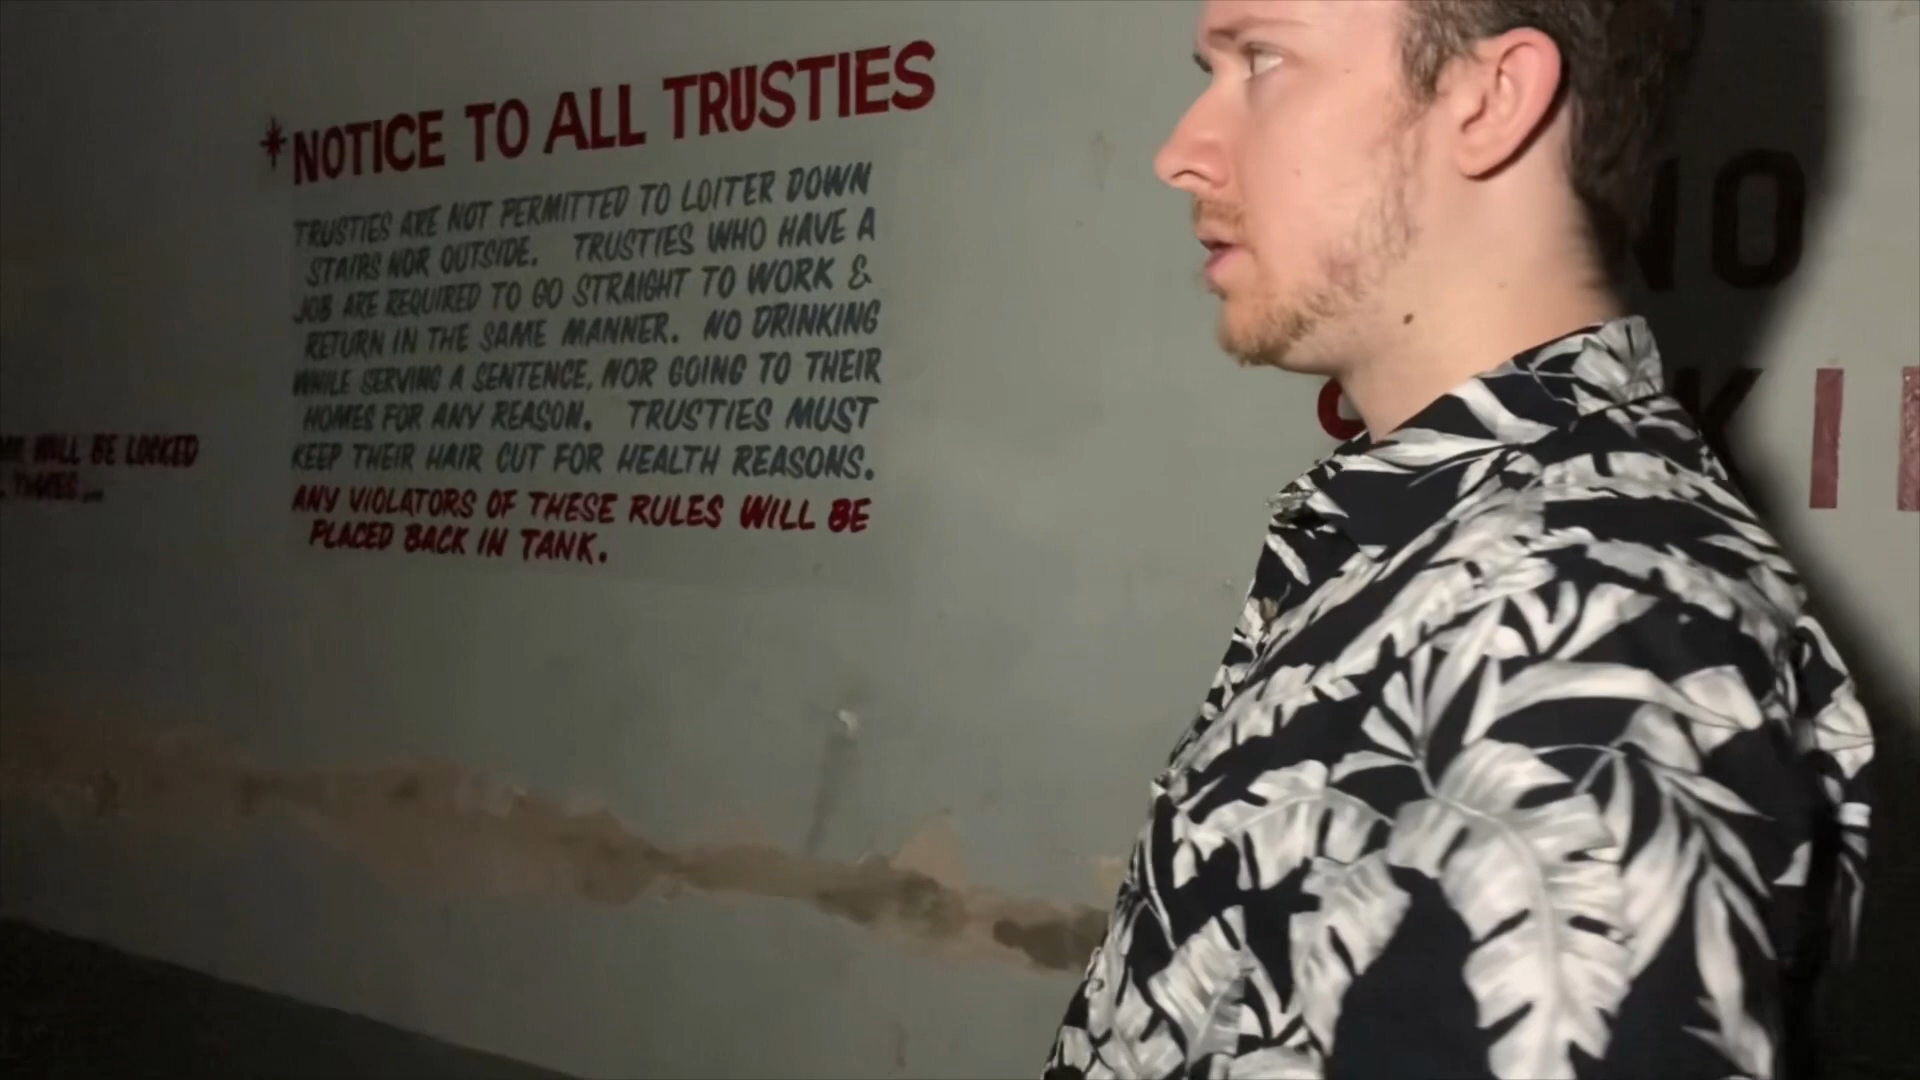 WILL BE LOCKED
NOTICE TO ALL TRUSTIES
TRUSTIES ARE NOT PERMITTED TO LOITER DOWN
STAIRS NOR OUTSIDE. TRUSTIES WHO HAVE A
JOB ARE REQUIRED TO GO STRAIGHT TO WORK &
RETURN IN THE SAME MANNER. NO DRINKING
WHILE SERVING A SENTENCE, NOR GOING TO THEIR
HOMES FOR ANY REASON. TRUSTIES MUST
KEEP THEIR HAIR CUT FOR HEALTH REASONS.
ANY VIOLATORS OF THESE RULES WILL BE
PLACED BACK IN TANK.
NO